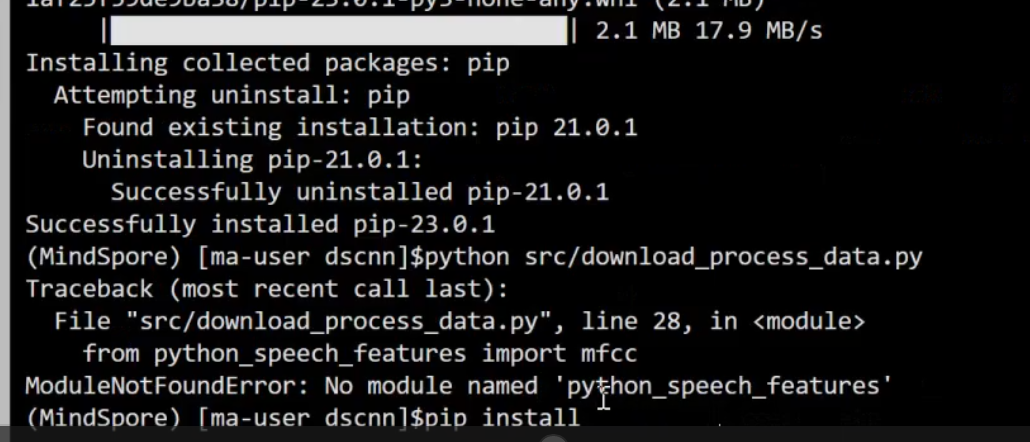 1af25f59de9ba38/pip-23.0.1-py3-none-any.whl (2.1 MB)
|████████████████████████████████| 2.1 MB 17.9 MB/s
Installing collected packages: pip
Attempting uninstall: pip
Found existing installation: pip 21.0.1
Uninstalling pip-21.0.1:
Successfully uninstalled pip-21.0.1
Successfully installed pip-23.0.1
(MindSpore) [ma-user dscnn]$python src/download_process_data.py
Traceback (most recent call last):
File "src/download_process_data.py", line 28, in <module>
from python_speech_features import mfcc
ModuleNotFoundError: No module named 'python_speech_features'
(MindSpore) [ma-user dscnn]$pip install